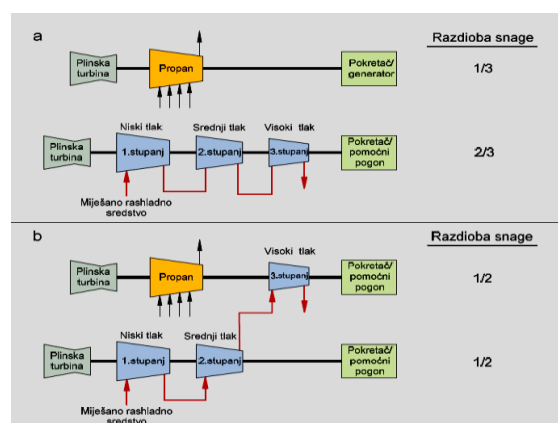 a
Razdioba snage
Plinska
turbina
Propan
Pokretač/
generator
1/3
Niski tlak
Srednji tlak
Visoki tlak
Plinska
turbina
1.stupanj
2.stupanj
3.stupanj
Pokretač/
pomoćni
pogon
2/3
Miješano rashladno
sredstvo
b
Razdioba snage
Visoki tlak
Plinska
turbina
Propan
3.stupanj
Pokretač/
pomoćni
pogon
1/2
Niski tlak
Srednji tlak
Plinska
turbina
1.stupanj
2.stupanj
Pokretač/
pomoćni
pogon
1/2
Miješano rashladno
sredstvo